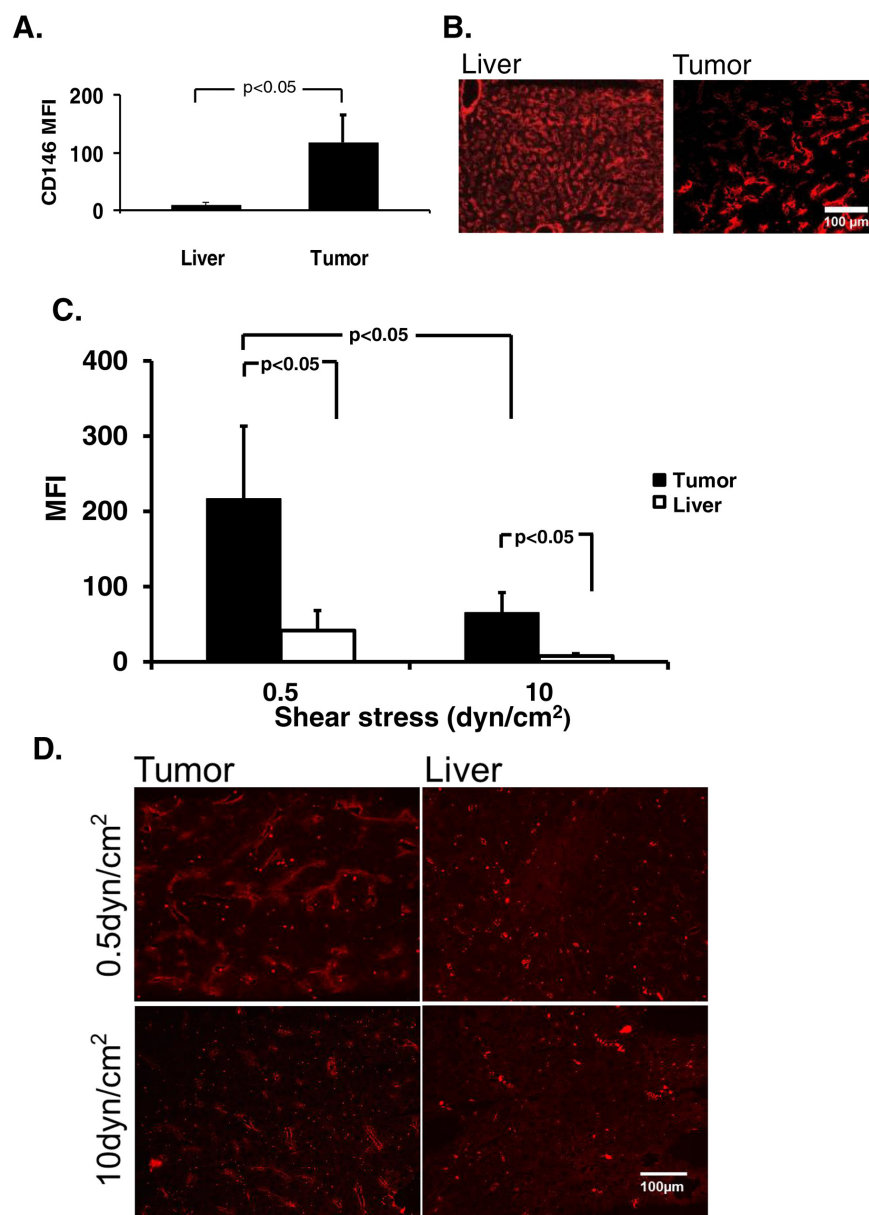 A.
p<0.05
CD146 MFI
200
100
0
Liver Tumor
B.
Liver Tumor
100 µm
C.
p<0.05
p<0.05
p<0.05
MFI
400
300
200
100
0
Tumor
Liver
0.5 10
Shear stress (dyn/cm²)
D.
Tumor Liver
0.5dyn/cm²
10dyn/cm²
100µm